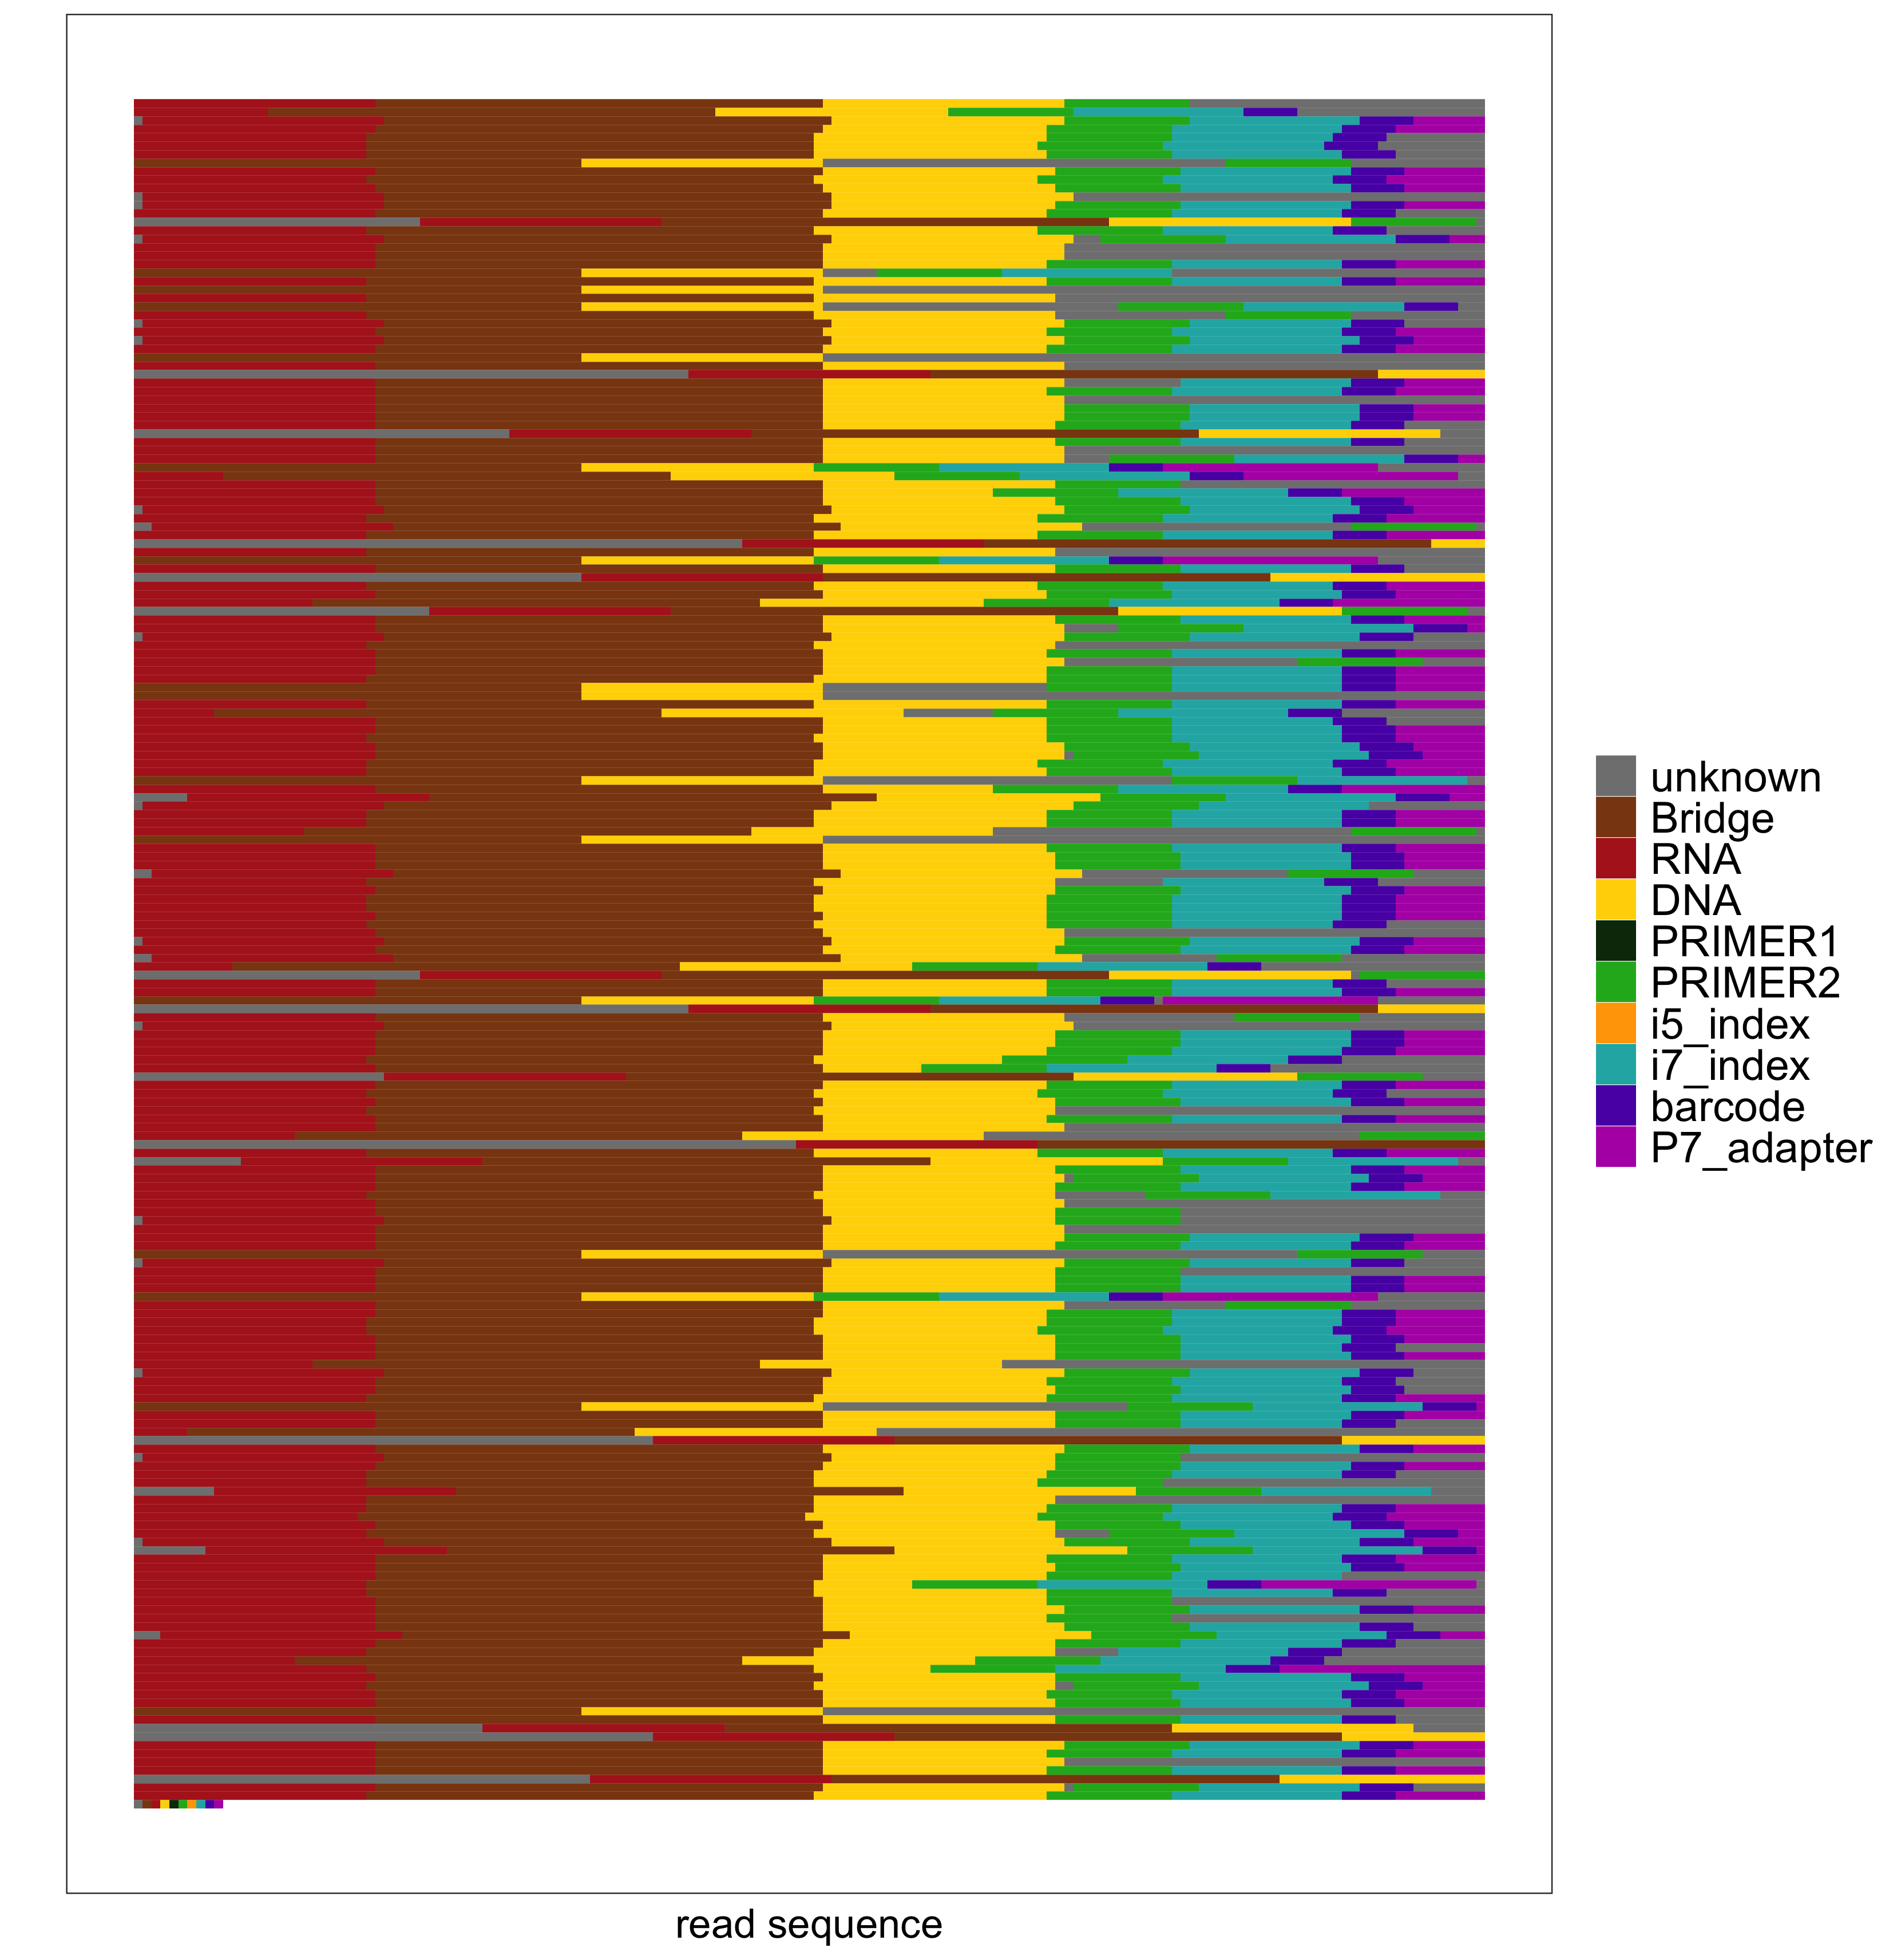 unknown
Bridge
RNA
DNA
PRIMER1
PRIMER2
i5_index
i7_index
barcode
P7_adapter
read sequence